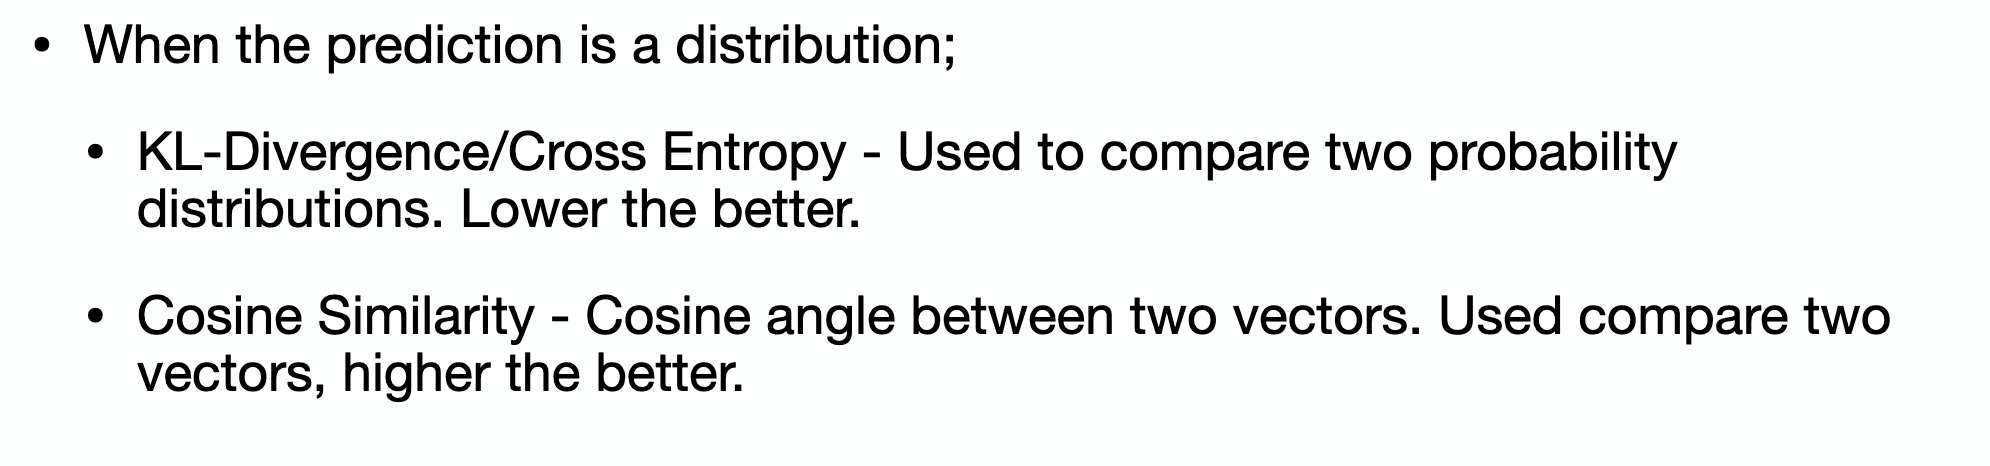 • When the prediction is a distribution;
• KL-Divergence/Cross Entropy - Used to compare two probability
distributions. Lower the better.
• Cosine Similarity - Cosine angle between two vectors. Used compare two
vectors, higher the better.